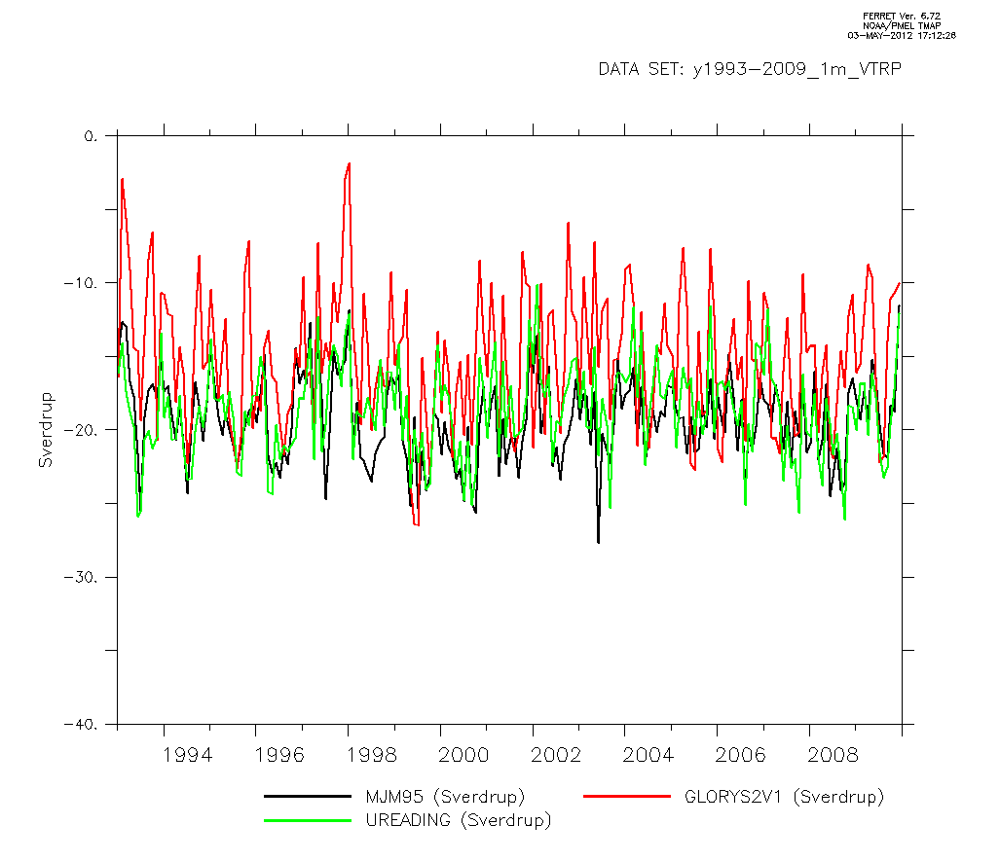 FERRET Ver. 6.72
NOAA/PMEL TMAP
03-MAY-2012 17:12:26
DATA SET: y1993-2009_1m_VTRP
0.
-10.
-20.
-30.
-40.
Sverdrup
1994 1996 1998 2000 2002 2004 2006 2008
MJM95 (Sverdrup) GLORYS2V1 (Sverdrup)
UREADING (Sverdrup)